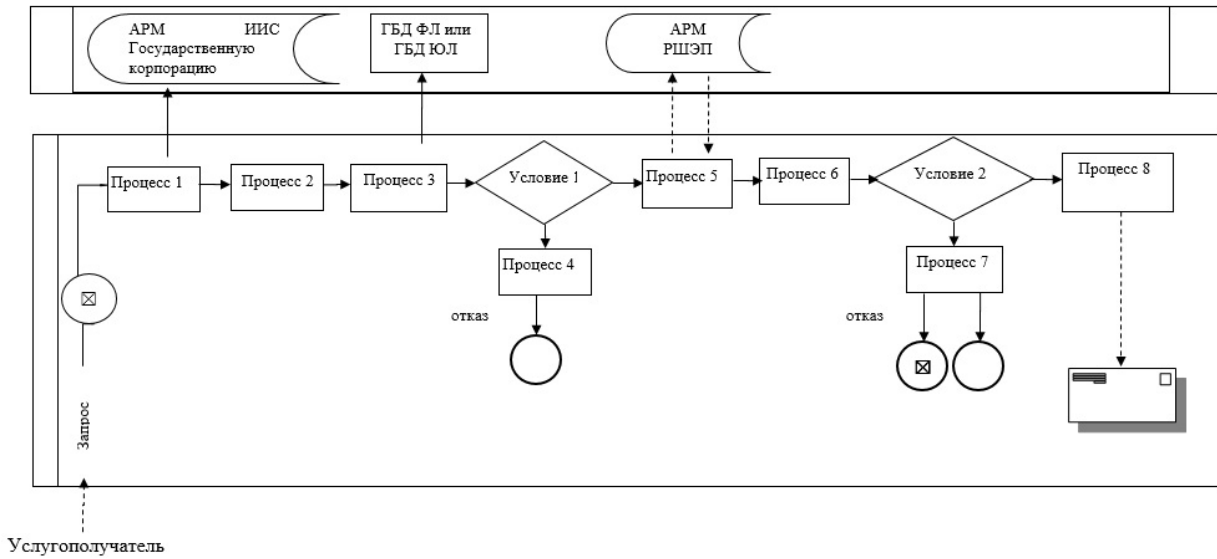 АРМ ИИС
Государственную
корпорацию
ГБД ФЛ или
ГБД ЮЛ
АРМ
РШЭП
Процесс 1
Процесс 2
Процесс 3
Условие 1
Процесс 5
Процесс 6
Условие 2
Процесс 8
Процесс 4
Процесс 7
отказ
отказ
Запрос
Услугополучатель